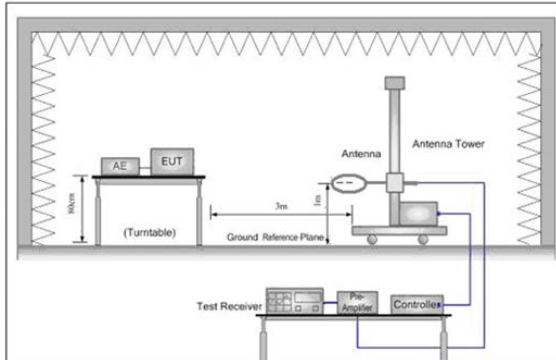 Antenna
Antenna Tower
AE
EUT
80cm
3m
1m
(Turntable)
Ground Reference Plane
Test Receiver
Pre-
Amplifier
Controller